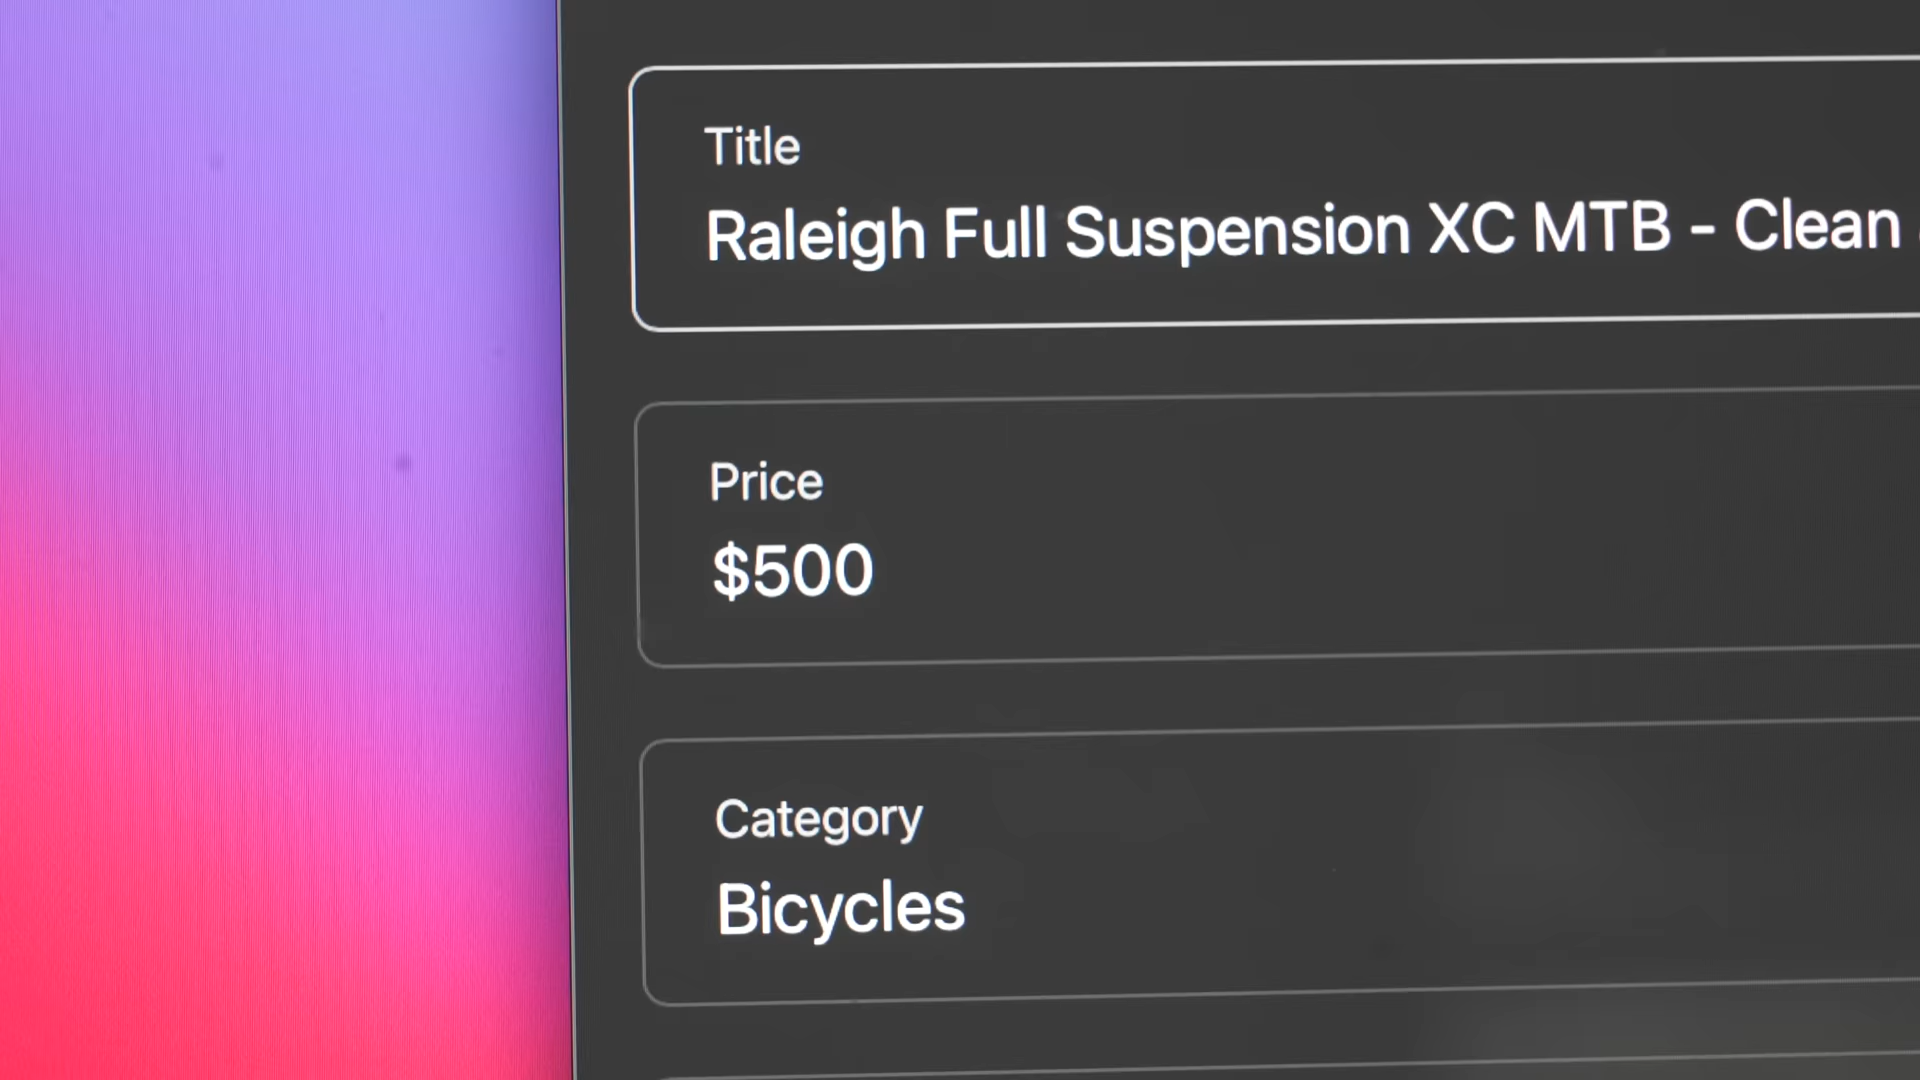 Title
Raleigh Full Suspension XC MTB - Clean
Price
$500
Category
Bicycles